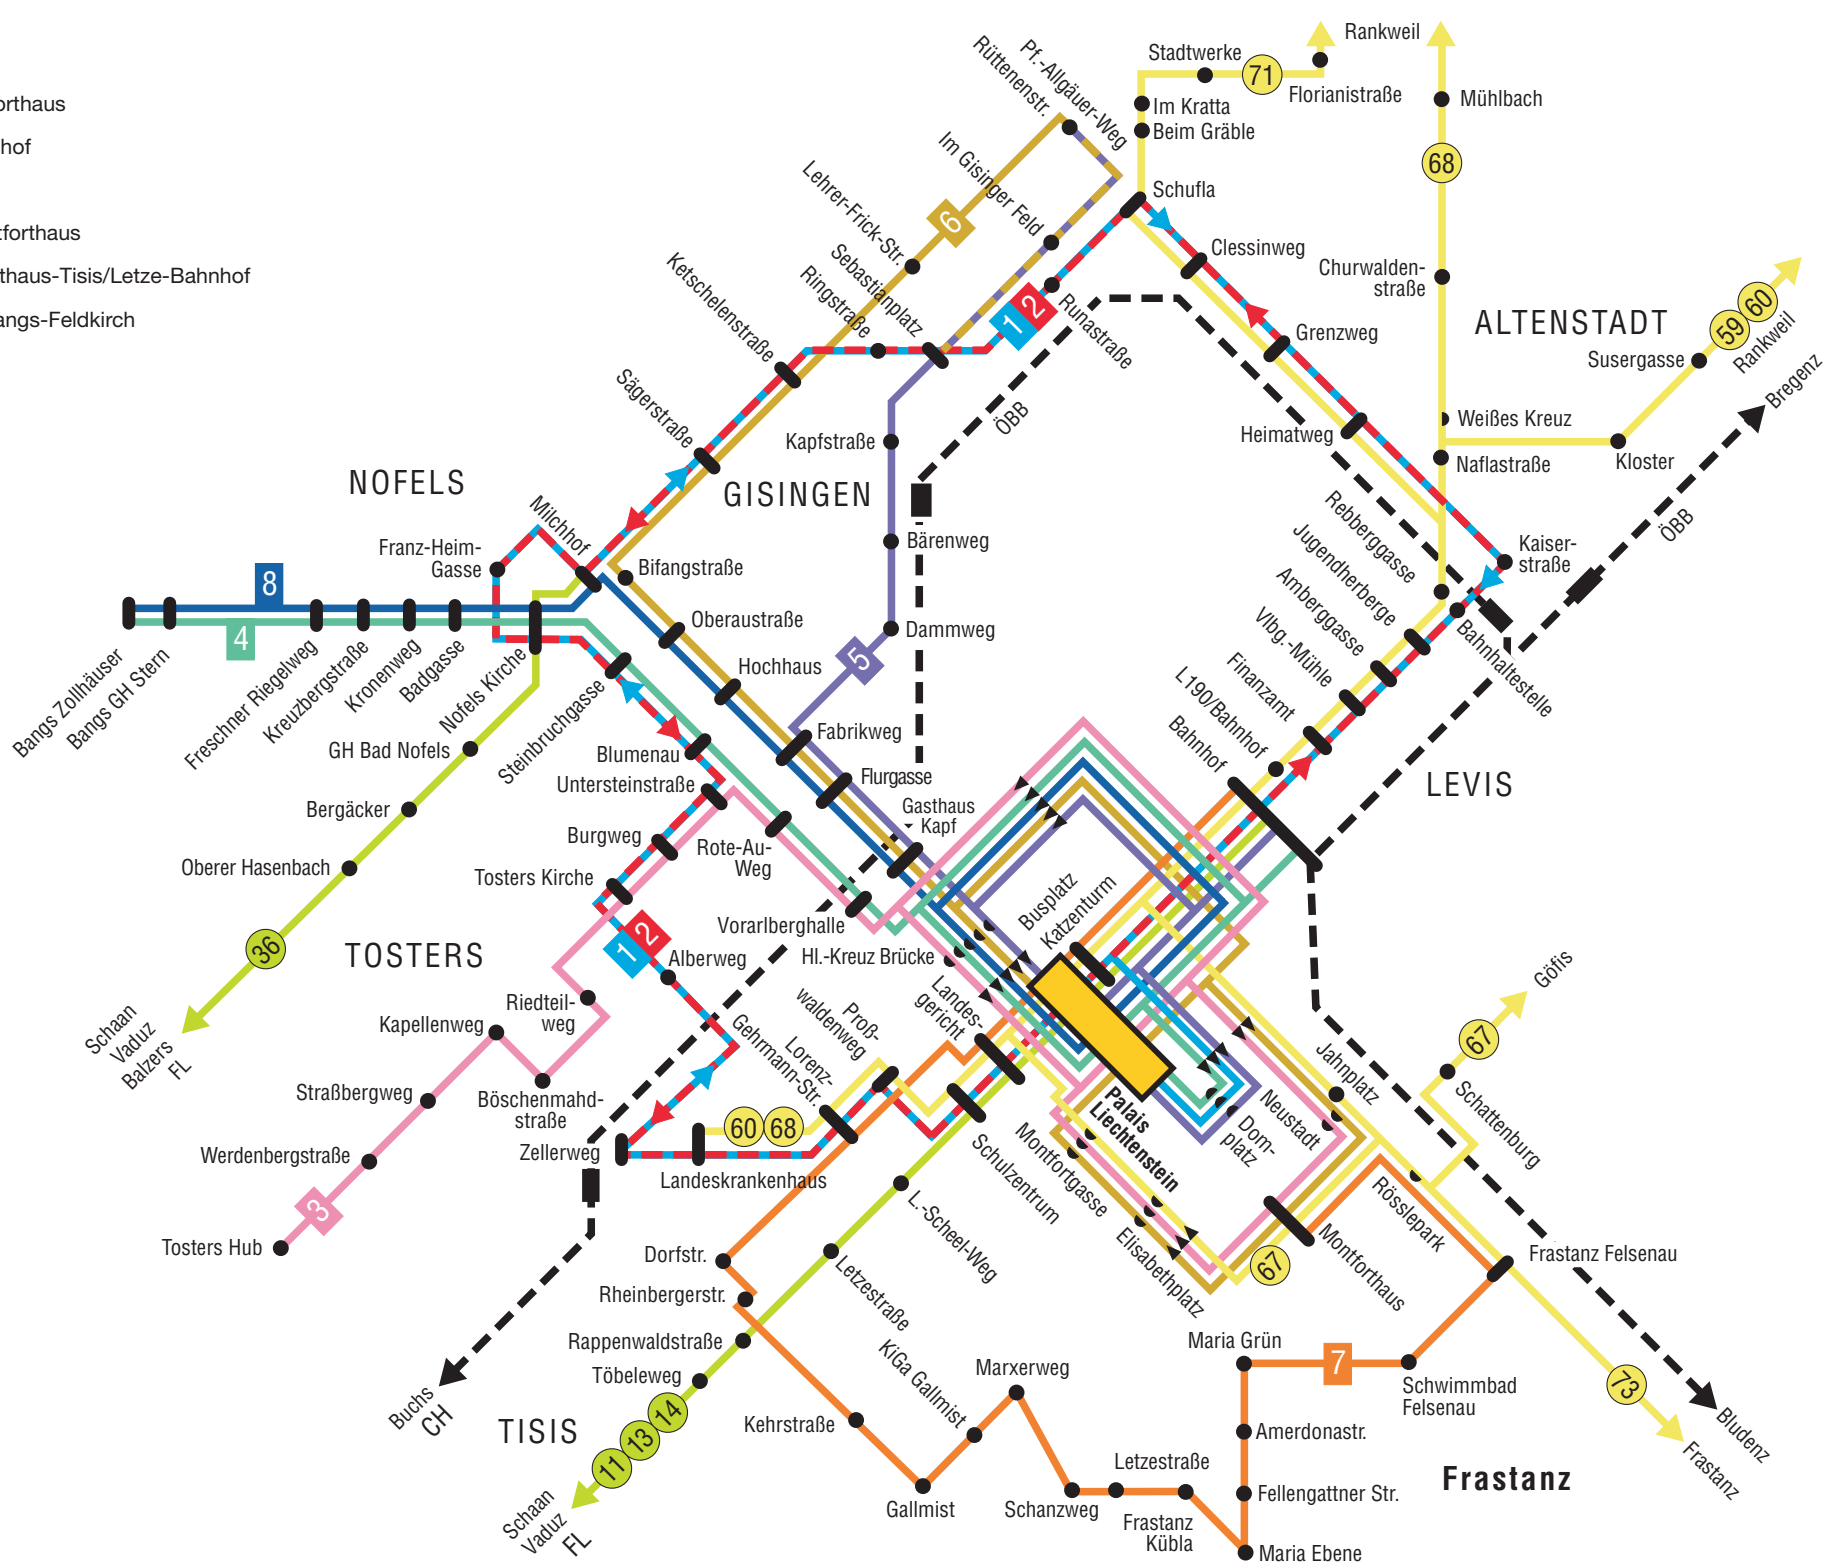 orthaus
hof
tforthaus
thaus-Tisis/Letze-Bahnhof
angs-Feldkirch
Rankweil
Stadtwerke
71
Florianistraße
Mühlbach
Im Kratta
Beim Gräble
68
Pf.-Allgäuer-Weg
Rüttenenstr.
Im Gisinger Feld
Lehrer-Frick-Str.
6
Schufla
Sebastianplatz
Ringstraße
Ketschelenstraße
Clessinweg
Churwalden-
straße
1
2
Runastraße
Grenzweg
ALTENSTADT
59
60
Rankweil
Susergasse
Bregenz
Sägerstraße
ÖBB
Kapfstraße
Heimatweg
Weißes Kreuz
Naflastraße
Kloster
NOFELS
GISINGEN
Milchhof
Franz-Heim-
Gasse
Bärenweg
Rebberggasse
Jugendherberge
Amberggasse
Vlbg.-Mühle
Finanzamt
L190/Bahnhof
Bahnhof
Kaiser-
straße
ÖBB
Bifangstraße
8
4
Oberaustraße
Dammweg
Bahnhaltestelle
Hochhaus
5
Bangs Zollhäuser
Bangs GH Stern
Freschner Riegelweg
Kreuzbergstraße
Kronenweg
Badgasse
Nofels Kirche
Steinbruchgasse
GH Bad Nofels
Blumenau
Untersteinstraße
Fabrikweg
Flurgasse
Gasthaus
Kapf
LEVIS
Bergäcker
Burgweg
Rote-Au-
Weg
Oberer Hasenbach
Tosters Kirche
Vorarlberghalle
Busplatz
Katzenturm
36
TOSTERS
1
2
Alberweg
Hl.-Kreuz Brücke
Landes-
gericht
Göfis
Schaan
Vaduz
Balzers
FL
Kapellenweg
Riedteil-
weg
Proß-
waldenweg
Gehrmann-Str.
Lorenz-
67
Jahnplatz
Schattenburg
Straßbergweg
Böschenmahd-
straße
Zellerweg
60
68
Palais
Liechtenstein
Neustadt
Dom-
platz
Werdenbergstraße
Landeskrankenhaus
Schulzentrum
Montfortgasse
Elisabethplatz
Rösslepark
3
Tosters Hub
L.-Scheel-Weg
Montforthaus
67
Dorfstr.
Letzestraße
Frastanz Felsenau
Rheinbergerstr.
Rappenwaldstraße
Töbeleweg
KiGa Gallmist
Marxerweg
Maria Grün
7
Schwimmbad
Felsenau
73
Buchs
CH
TISIS
14
13
11
Kehrstraße
Amerdonastr.
Bludenz
Frastanz
Letzestraße
Frastanz
Schaan
Vaduz
FL
Gallmist
Schanzweg
Frastanz
Kübla
Fellengattner Str.
Maria Ebene